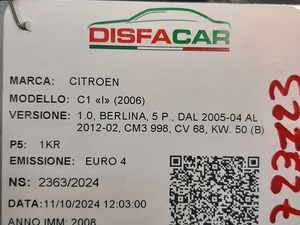 DISFACAR
MARCA: CITROEN
MODELLO: C1 «I» (2006)
VERSIONE: 1.0, BERLINA, 5 P., DAL 2005-04 AL
2012-02, CM3 998, CV 68, KW. 50 (B)
P5: 1KR
EMISSIONE: EURO 4
NS: 2363/2024
DATA:11/10/2024 12:03:00
ANNO IMM: 2008